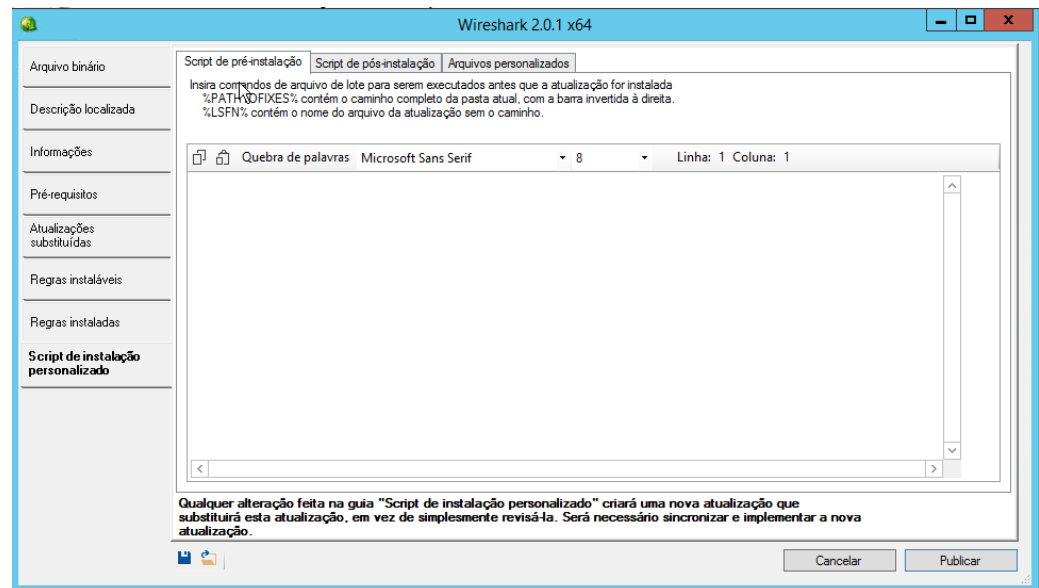 Wireshark 2.0.1 x64
x
Arquivo binário
Descrição localizada
Informações
Pré-requisitos
Atualizações
substituídas
Regras instaláveis
Regras instaladas
Script de instalação
personalizado
Script de pré-instalação Script de pós-instalação Arquivos personalizados
Insira comandos de arquivo de lote para serem executados antes que a atualização for instalada
%PATHTOFIXES% contém o caminho completo da pasta atual, com a barra invertida à direita.
%LSFN% contém o nome do arquivo da atualização sem o caminho.
Quebra de palavras Microsoft Sans Serif 8 Linha: 1 Coluna: 1
Qualquer alteração feita na guia "Script de instalação personalizado" criará uma nova atualização que
substituirá esta atualização, em vez de simplesmente revisá-la. Será necessário sincronizar e implementar a nova
atualização.
Cancelar Publicar